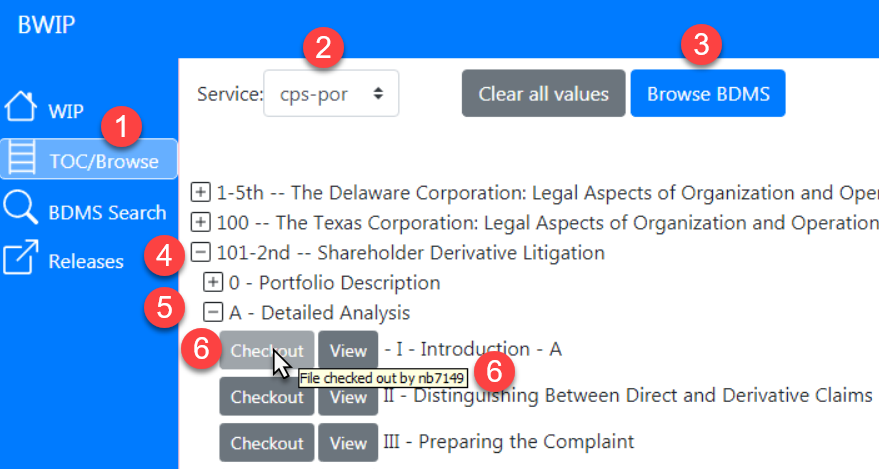 BWIP
2
3
Service: cps-por Clear all values Browse BDMS
WIP
1
TOC/Browse
BDMS Search
Releases
1-5th -- The Delaware Corporation: Legal Aspects of Organization and Oper
100 -- The Texas Corporation: Legal Aspects of Organization and Operation
4 101-2nd -- Shareholder Derivative Litigation
0 - Portfolio Description
5 A - Detailed Analysis
6 Checkout View - I - Introduction - A
File checked out by nb7149 6
Checkout View II - Distinguishing Between Direct and Derivative Claims
Checkout View III - Preparing the Complaint